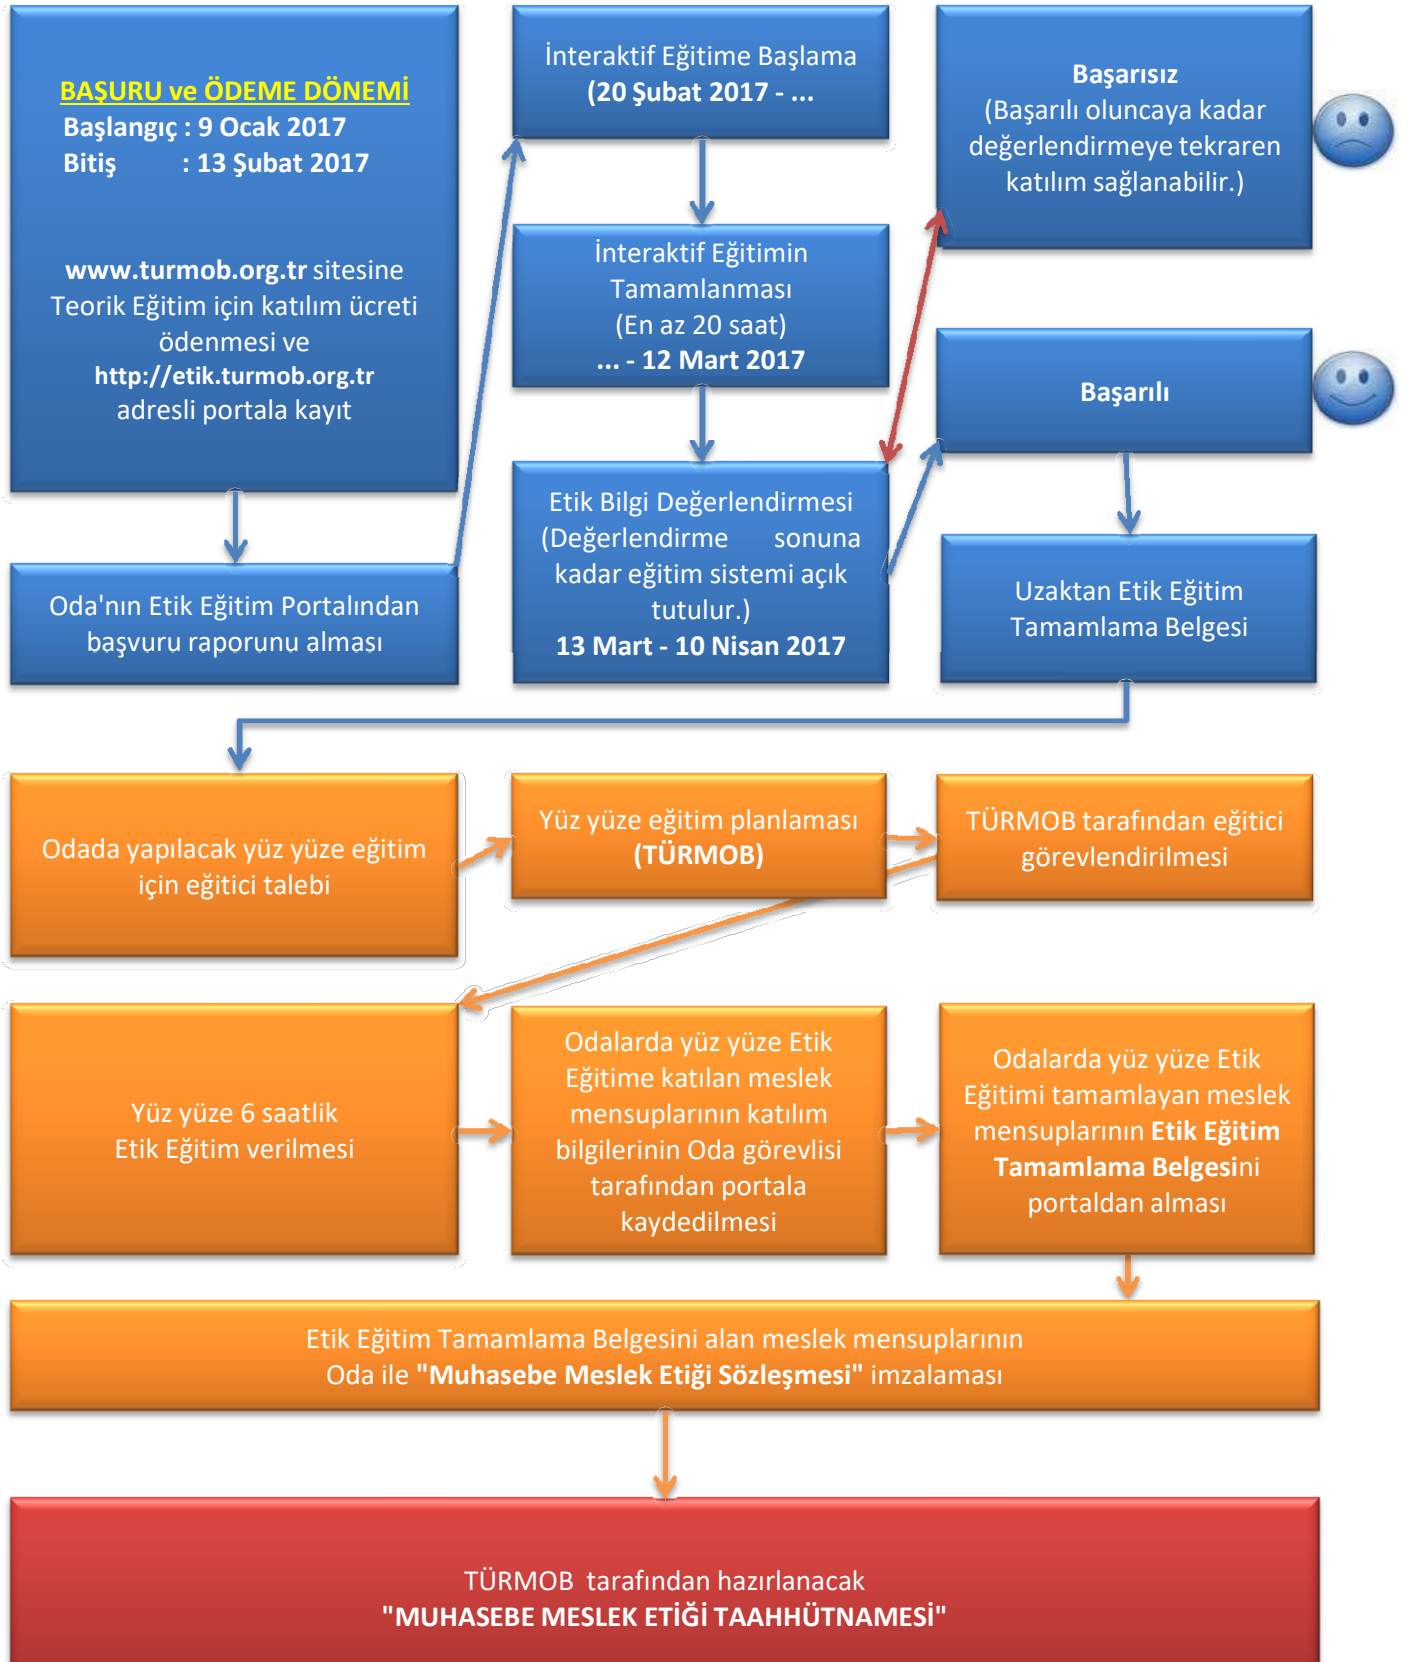 BAŞURU ve ÖDEME DÖNEMİ
Başlangıç : 9 Ocak 2017
Bitiş : 13 Şubat 2017
www.turmob.org.tr sitesine
Teorik Eğitim için katılım ücreti
ödenmesi ve
http://etik.turmob.org.tr
adresli portala kayıt
Oda'nın Etik Eğitim Portalından
başvuru raporunu alması
İnteraktif Eğitime Başlama
(20 Şubat 2017 - ...
İnteraktif Eğitimin
Tamamlanması
(En az 20 saat)
... - 12 Mart 2017
Etik Bilgi Değerlendirmesi
(Değerlendirme sonuna
kadar eğitim sistemi açık
tutulur.)
13 Mart - 10 Nisan 2017
Başarısız
(Başarılı oluncaya kadar
değerlendirmeye tekraren
katılım sağlanabilir.)
Başarılı
Uzaktan Etik Eğitim
Tamamlama Belgesi
Odada yapılacak yüz yüze eğitim
için eğitici talebi
Yüz yüze eğitim planlaması
(TÜRMOB)
TÜRMOB tarafından eğitici
görevlendirilmesi
Yüz yüze 6 saatlik
Etik Eğitim verilmesi
Odalarda yüz yüze Etik
Eğitime katılan meslek
mensuplarının katılım
bilgilerinin Oda görevlisi
tarafından portala
kaydedilmesi
Odalarda yüz yüze Etik
Eğitimi tamamlayan meslek
mensuplarının Etik Eğitim
Tamamlama Belgesini
portaldan alması
Etik Eğitim Tamamlama Belgesini alan meslek mensuplarının
Oda ile "Muhasebe Meslek Etiği Sözleşmesi" imzalaması
TÜRMOB tarafından hazırlanacak
"MUHASEBE MESLEK ETİĞİ TAAHHÜTNAMESİ"